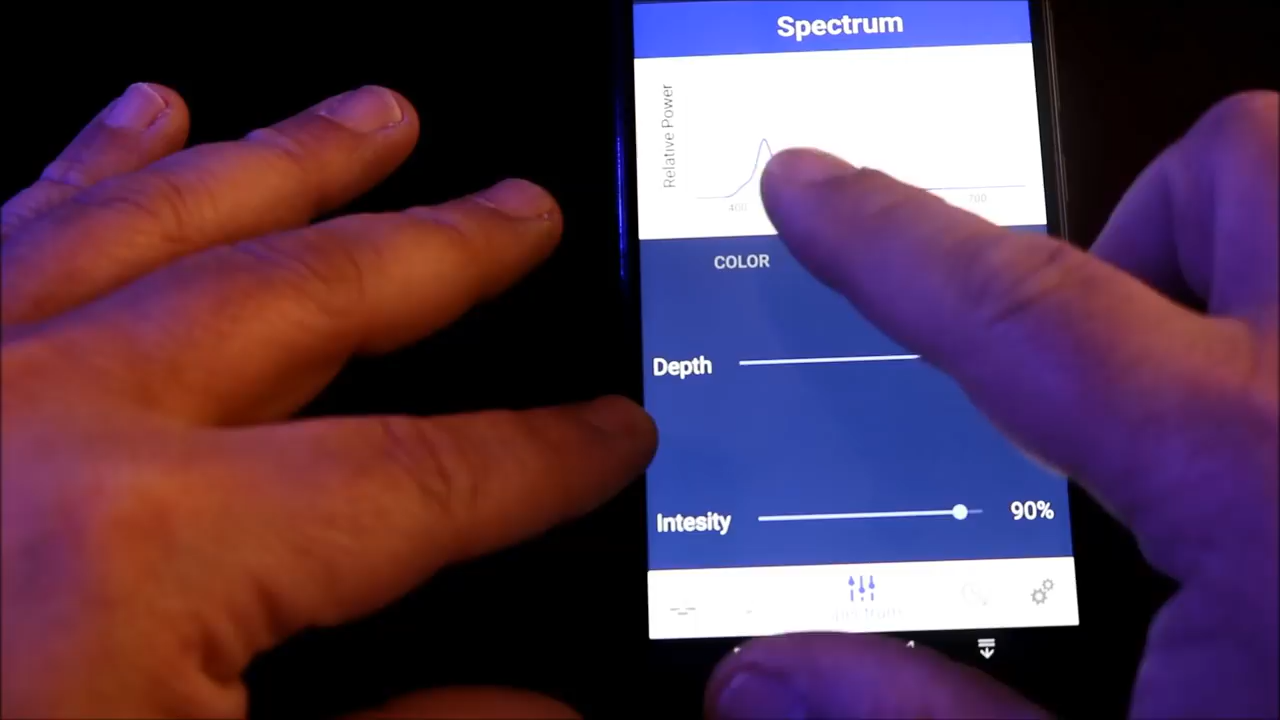 Spectrum
Relative Power
400
700
COLOR
Depth
Intesity
90%